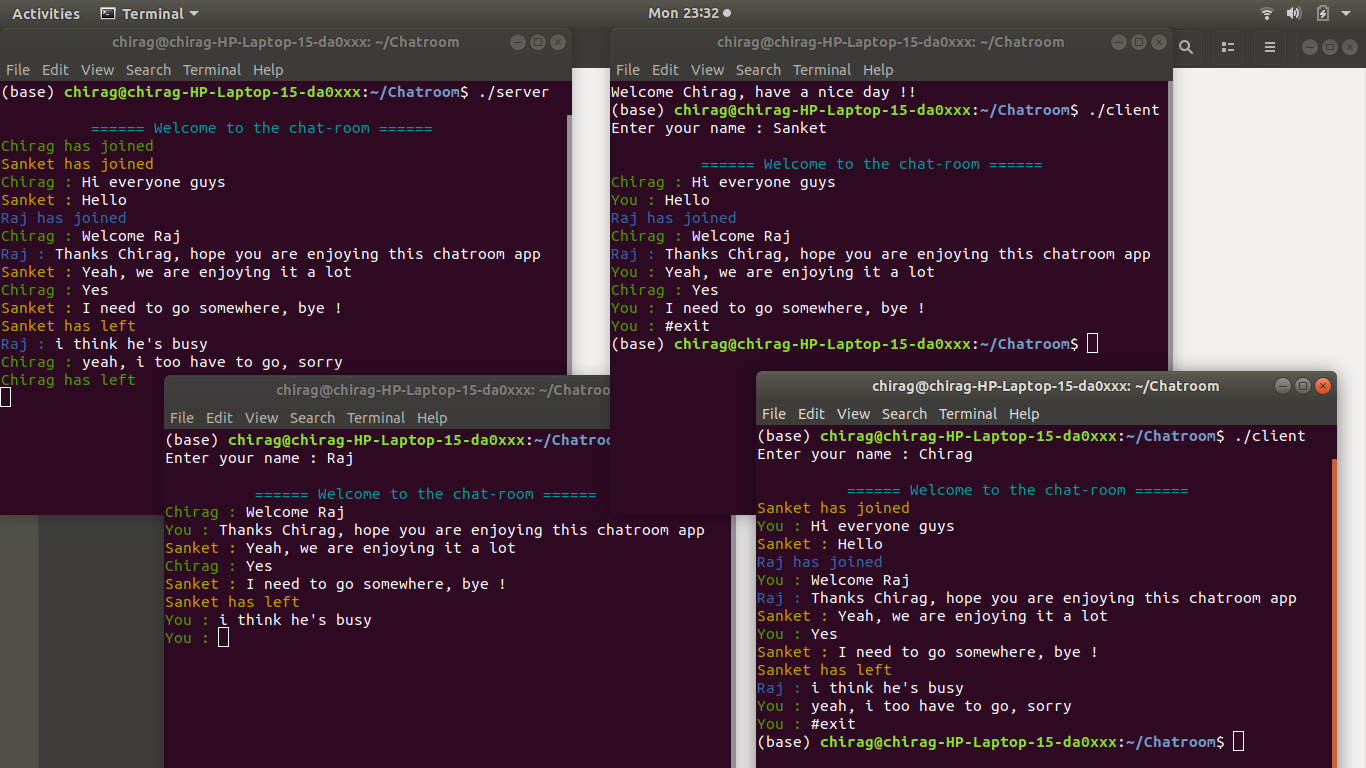 Activities Terminal Mon 23:32
chirag@chirag-HP-Laptop-15-da0xxx: ~/Chatroom
File Edit View Search Terminal Help
(base) chirag@chirag-HP-Laptop-15-da0xxx:~/Chatroom$ ./server
====== Welcome to the chat-room ======
Chirag has joined
Sanket has joined
Chirag : Hi everyone guys
Sanket : Hello
Raj has joined
Chirag : Welcome Raj
Raj : Thanks Chirag, hope you are enjoying this chatroom app
Sanket : Yeah, we are enjoying it a lot
Chirag : Yes
Sanket : I need to go somewhere, bye !
Sanket has left
Raj : i think he's busy
Chirag : yeah, i too have to go, sorry
Chirag has left
chirag@chirag-HP-Laptop-15-da0xxx: ~/Chatroom
File Edit View Search Terminal Help
Welcome Chirag, have a nice day !!
(base) chirag@chirag-HP-Laptop-15-da0xxx:~/Chatroom$ ./client
Enter your name : Sanket
====== Welcome to the chat-room ======
Chirag : Hi everyone guys
You : Hello
Raj has joined
Chirag : Welcome Raj
Raj : Thanks Chirag, hope you are enjoying this chatroom app
You : Yeah, we are enjoying it a lot
Chirag : Yes
You : I need to go somewhere, bye !
You : #exit
(base) chirag@chirag-HP-Laptop-15-da0xxx:~/Chatroom$
chirag@chirag-HP-Laptop-15-da0xxx: ~/Chatroo
File Edit View Search Terminal Help
(base) chirag@chirag-HP-Laptop-15-da0xxx:~/Chatroo
Enter your name : Raj
====== Welcome to the chat-room ======
Chirag : Welcome Raj
You : Thanks Chirag, hope you are enjoying this chatroom app
Sanket : Yeah, we are enjoying it a lot
Chirag : Yes
Sanket : I need to go somewhere, bye !
Sanket has left
You : i think he's busy
You :
chirag@chirag-HP-Laptop-15-da0xxx: ~/Chatroom
File Edit View Search Terminal Help
(base) chirag@chirag-HP-Laptop-15-da0xxx:~/Chatroom$ ./client
Enter your name : Chirag
====== Welcome to the chat-room ======
Sanket has joined
You : Hi everyone guys
Sanket : Hello
Raj has joined
You : Welcome Raj
Raj : Thanks Chirag, hope you are enjoying this chatroom app
Sanket : Yeah, we are enjoying it a lot
You : Yes
Sanket : I need to go somewhere, bye !
Sanket has left
Raj : i think he's busy
You : yeah, i too have to go, sorry
You : #exit
(base) chirag@chirag-HP-Laptop-15-da0xxx:~/Chatroom$